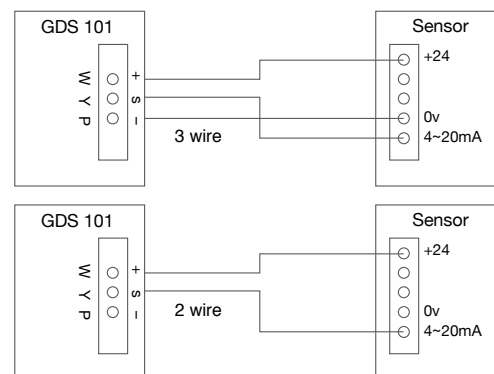 GDS 101
Sensor
+24
W +
Y s
P –
0v
3 wire
4~20mA
GDS 101
Sensor
+24
W +
Y s
P –
2 wire
0v
4~20mA